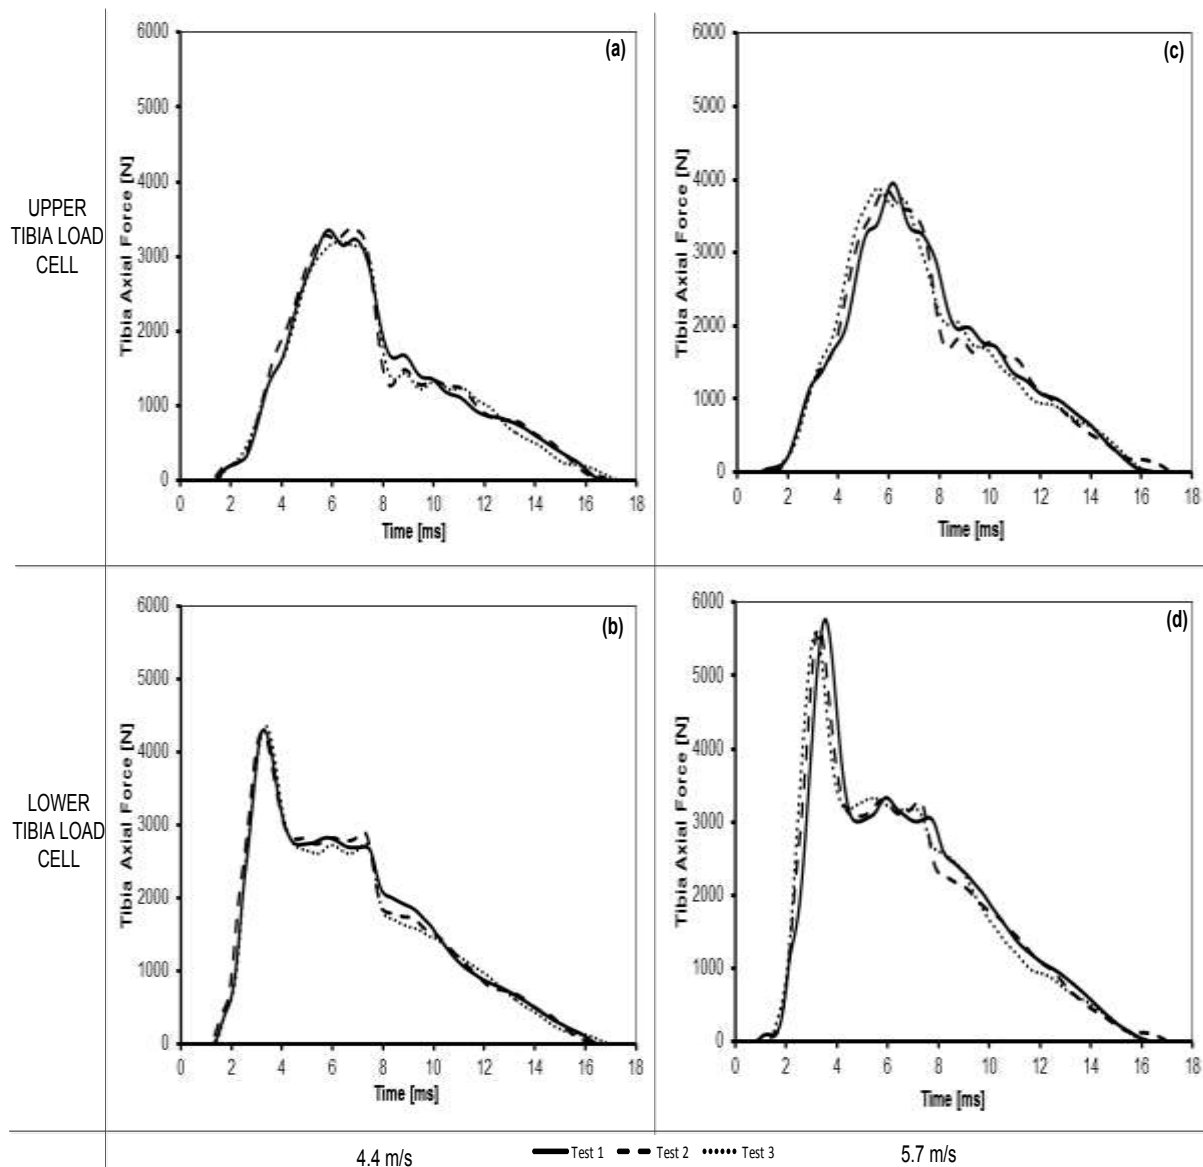 (a)
6000
5000
4000
3000
2000
1000
0
Tibia Axial Force [N]
0 2 4 6 8 10 12 14 16 18
Time [ms]
(c)
6000
5000
4000
3000
2000
1000
0
Tibia Axial Force [N]
0 2 4 6 8 10 12 14 16 18
Time [ms]
UPPER
TIBIA LOAD
CELL
(b)
6000
5000
4000
3000
2000
1000
0
Tibia Axial Force [N]
0 2 4 6 8 10 12 14 16 18
Time [ms]
(d)
6000
5000
4000
3000
2000
1000
0
Tibia Axial Force [N]
0 2 4 6 8 10 12 14 16 18
Time [ms]
LOWER
TIBIA LOAD
CELL
4.4 m/s
Test 1 Test 2 Test 3
5.7 m/s